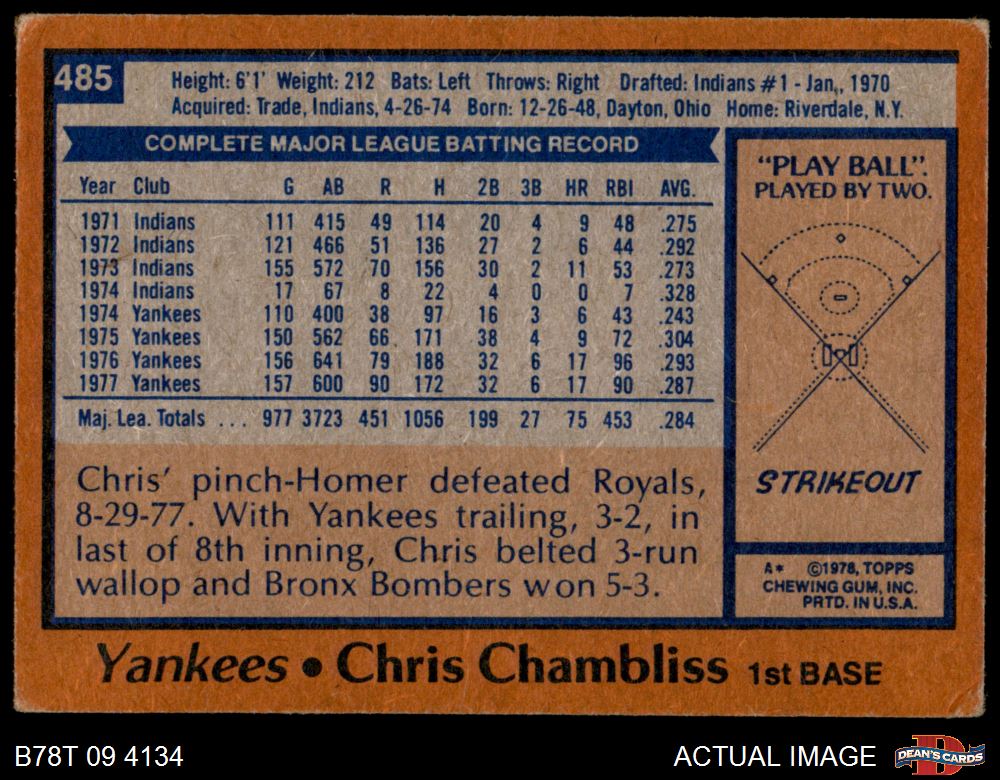 485
Height: 6'1' Weight: 212 Bats: Left Throws: Right Drafted: Indians #1 - Jan,, 1970
Acquired: Trade, Indians, 4-26-74 Born: 12-26-48, Dayton, Ohio Home: Riverdale, N.Y.
COMPLETE MAJOR LEAGUE BATTING RECORD
Year Club G AB R H 2B 3B HR RBI AVG.
1971 Indians 111 415 49 114 20 4 9 48 .275
1972 Indians 121 466 51 136 27 2 6 44 .292
1973 Indians 155 572 70 156 30 2 11 53 .273
1974 Indians 17 67 8 22 4 0 0 7 .328
1974 Yankees 110 400 38 97 16 3 6 43 .243
1975 Yankees 150 562 66 171 38 4 9 72 .304
1976 Yankees 156 641 79 188 32 6 17 96 .293
1977 Yankees 157 600 90 172 32 6 17 90 .287
Maj. Lea. Totals ... 977 3723 451 1056 199 27 75 453 .284
Chris' pinch-Homer defeated Royals,
8-29-77. With Yankees trailing, 3-2, in
last of 8th inning, Chris belted 3-run
wallop and Bronx Bombers won 5-3.
"PLAY BALL".
PLAYED BY TWO.
STRIKEOUT
A* ©1978, TOPPS
CHEWING GUM, INC.
PRTD. IN U.S.A.
Yankees • Chris Chambliss 1st BASE
B78T 09 4134
ACTUAL IMAGE
DEAN'S CARDS